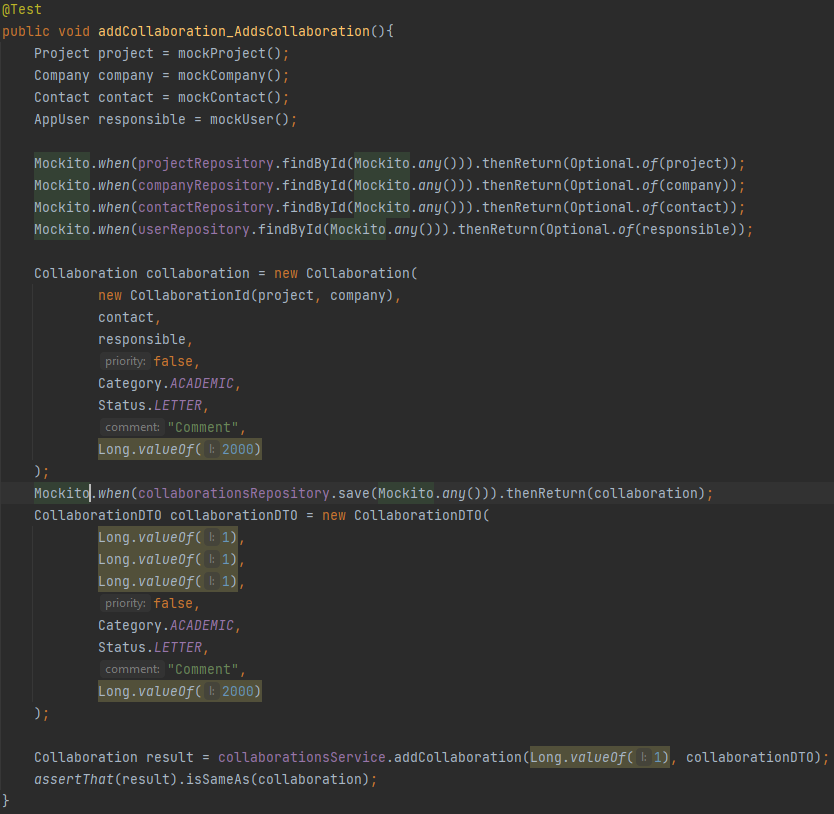 @Test
public void addCollaboration_AddsCollaboration(){
    Project project = mockProject();
    Company company = mockCompany();
    Contact contact = mockContact();
    AppUser responsible = mockUser();

    Mockito.when(projectRepository.findById(Mockito.any())).thenReturn(Optional.of(project));
    Mockito.when(companyRepository.findById(Mockito.any())).thenReturn(Optional.of(company));
    Mockito.when(contactRepository.findById(Mockito.any())).thenReturn(Optional.of(contact));
    Mockito.when(userRepository.findById(Mockito.any())).thenReturn(Optional.of(responsible));

    Collaboration collaboration = new Collaboration(
            new CollaborationId(project, company),
            contact,
            responsible,
            priority: false,
            Category.ACADEMIC,
            Status.LETTER,
            comment: "Comment",
            Long.valueOf( l: 2000)
    );
    Mockito.when(collaborationsRepository.save(Mockito.any())).thenReturn(collaboration);
    CollaborationDTO collaborationDTO = new CollaborationDTO(
            Long.valueOf( l: 1),
            Long.valueOf( l: 1),
            Long.valueOf( l: 1),
            priority: false,
            Category.ACADEMIC,
            Status.LETTER,
            comment: "Comment",
            Long.valueOf( l: 2000)
    );

    Collaboration result = collaborationsService.addCollaboration(Long.valueOf( l: 1), collaborationDTO);
    assertThat(result).isSameAs(collaboration);
}